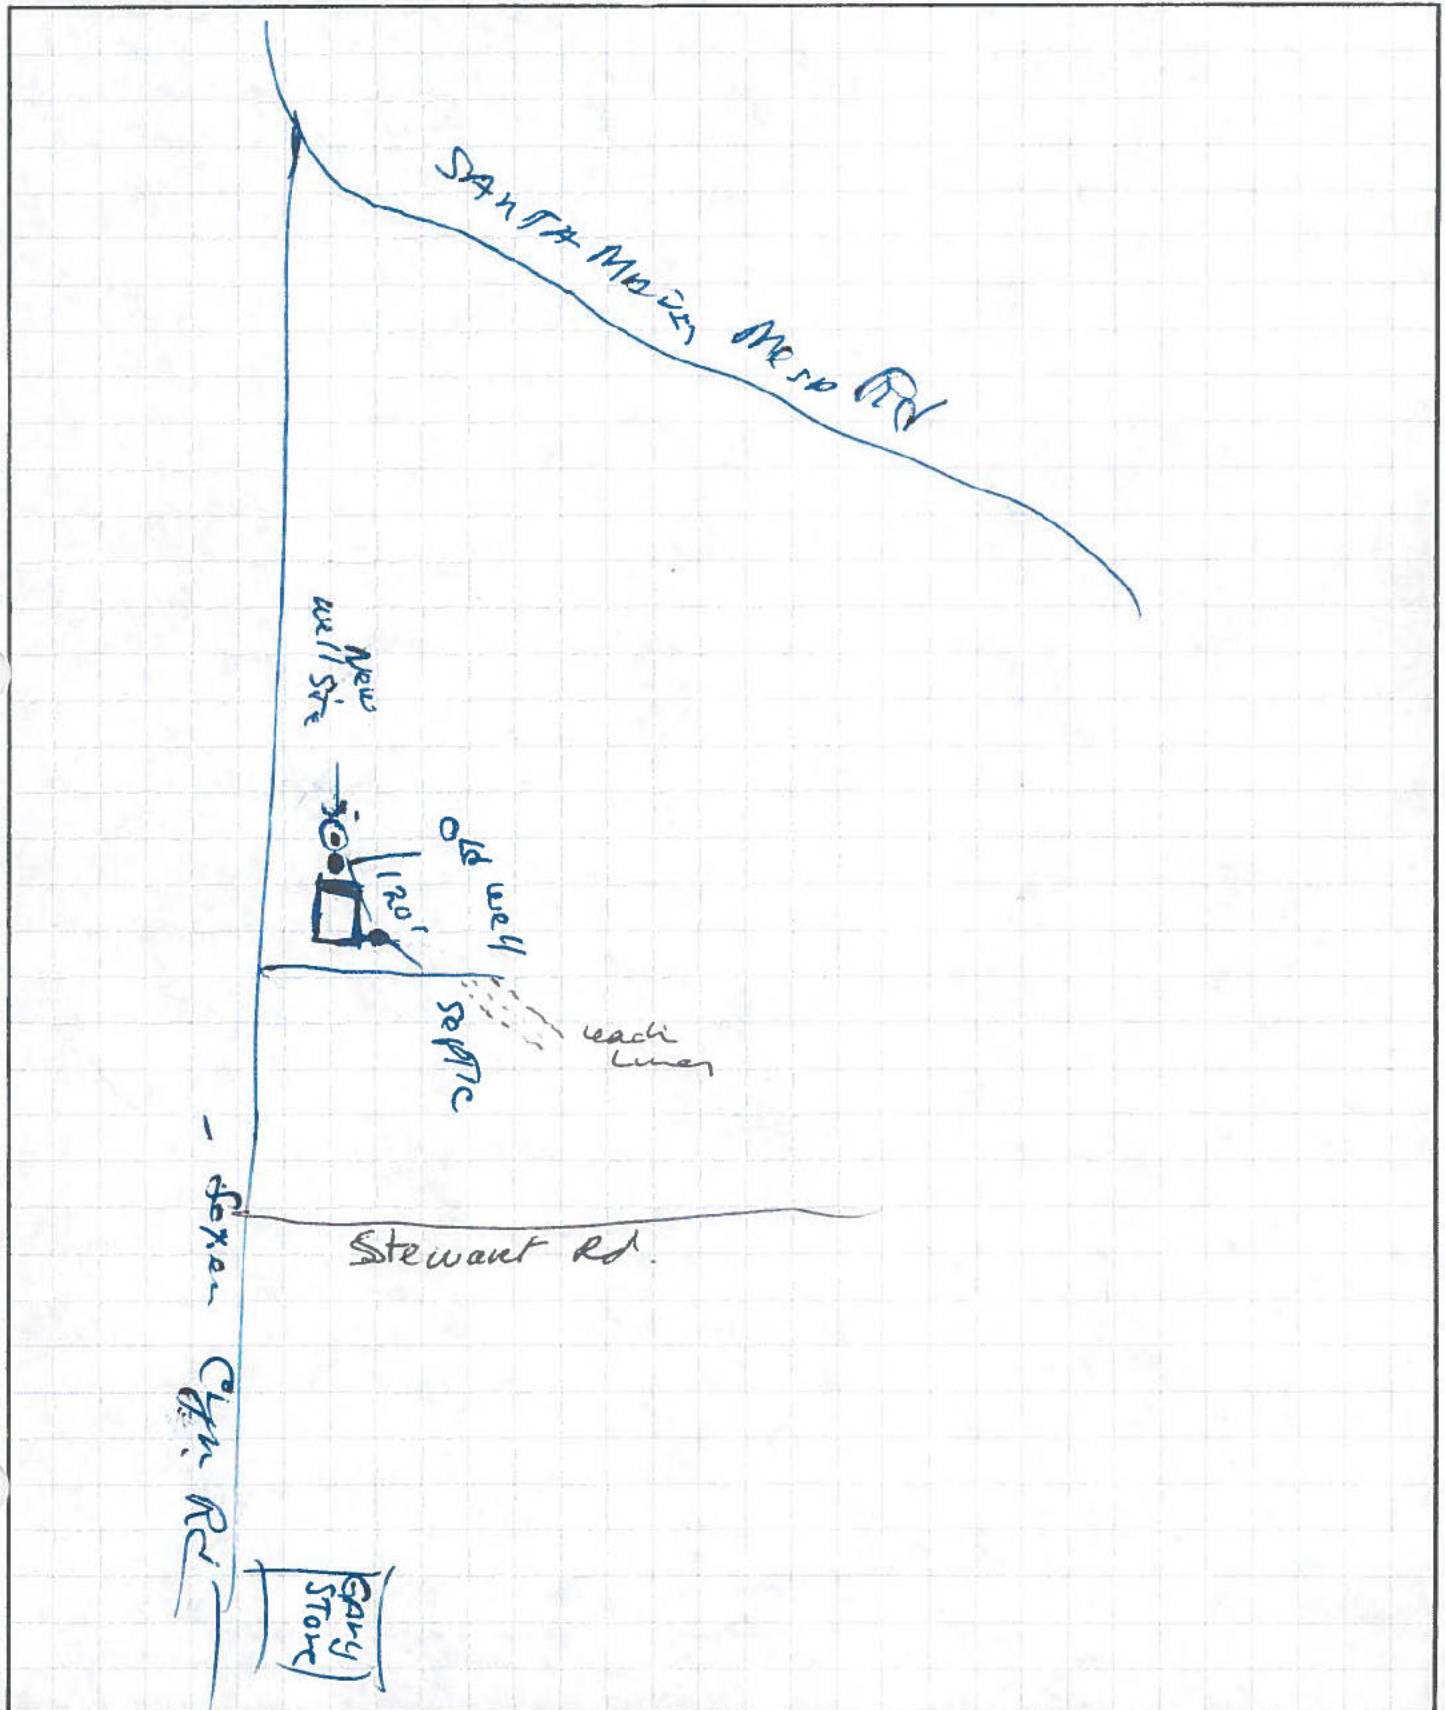 SANTA MARIA Mesa Rd
New
Well Site
Old well
120'
Septic
Leach
Lines
Stewart Rd.
Foxen Cyn Rd
GARY
STORE